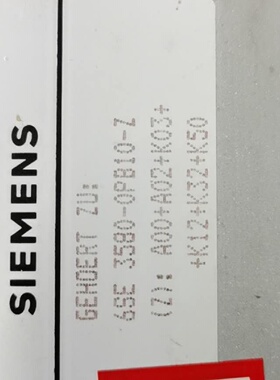 SIEMENS
GEHOERT ZU:
6SE 3580-0PB10-Z
(Z): A00+A02+K03+
+K12+K32+K50